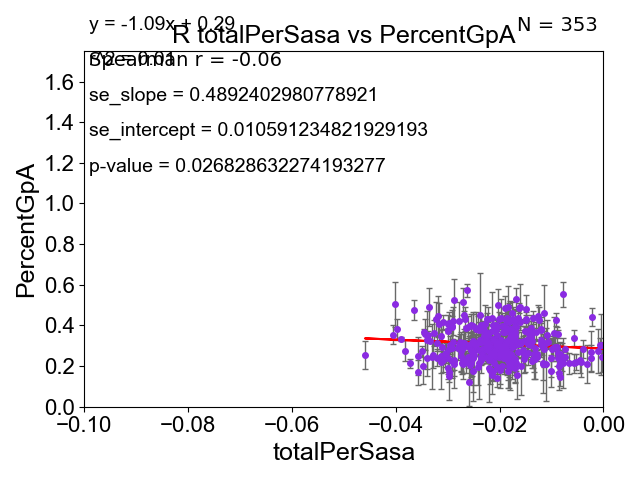 y = -1.09x + 0.29
N = 353
R totalPerSasa vs PercentGpA
Spearman r = -0.06
se_slope = 0.4892402980778921
se_intercept = 0.010591234821929193
p-value = 0.026828632274193277
PercentGpA
1.6
1.4
1.2
1.0
0.8
0.6
0.4
0.2
0.0
−0.10
−0.08
−0.06
−0.04
−0.02
0.00
totalPerSasa